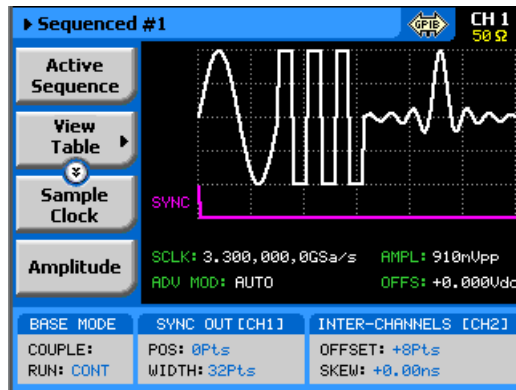 Sequenced #1
GPIB
CH 1
50 Ω
Active
Sequence
View
Table
Sample
Clock
Amplitude
SYNC
SCLK: 3.300,000,0GSa/s AMPL: 910mVpp
ADV MOD: AUTO OFFS: +0.000Vdc
BASE MODE SYNC OUT [CH1] INTER-CHANNELS [CH2]
COUPLE: POS: 0Pts OFFSET: +8Pts
RUN: CONT WIDTH: 32Pts SKEW: +0.00ns